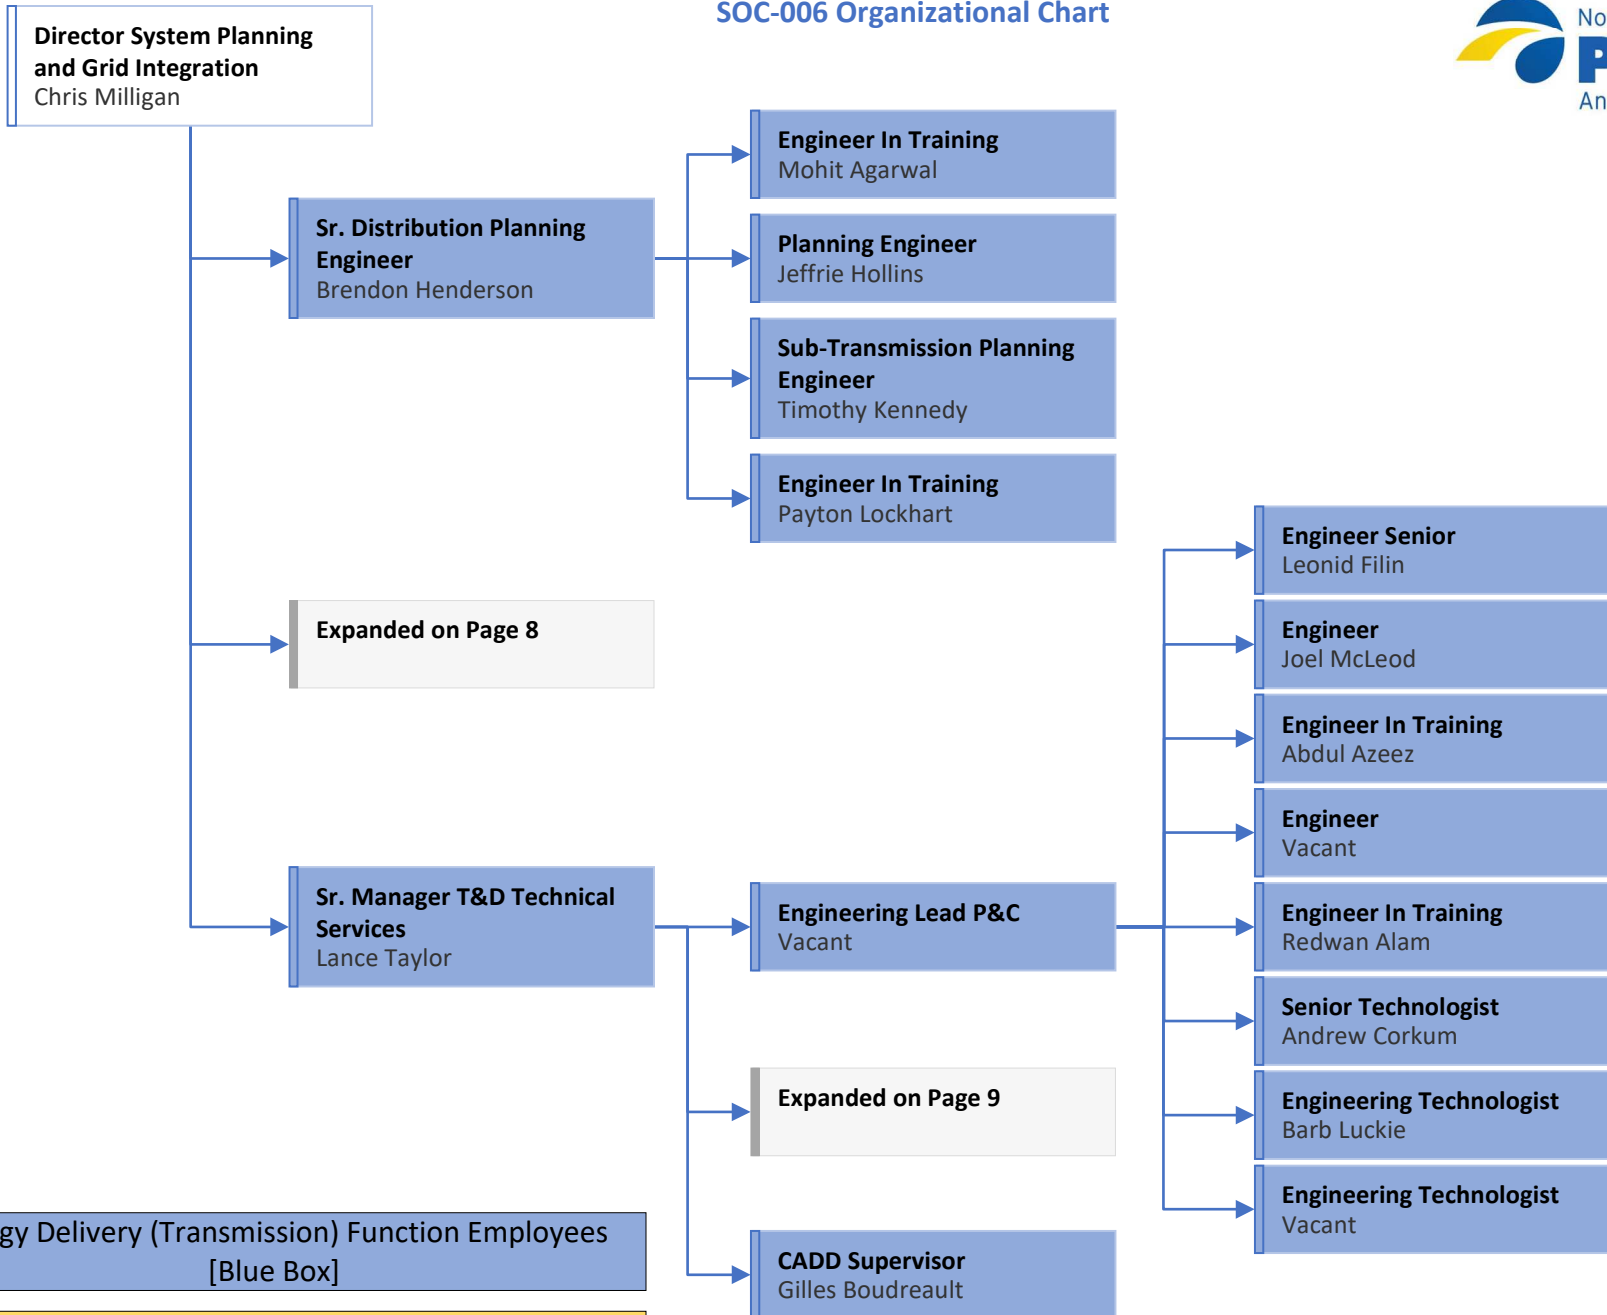 SOC-006 Organizational Chart
Director System Planning
and Grid Integration
Chris Milligan
Engineer In Training
Mohit Agarwal
Sr. Distribution Planning
Engineer
Brendon Henderson
Planning Engineer
Jeffrie Hollins
Sub-Transmission Planning
Engineer
Timothy Kennedy
Engineer In Training
Payton Lockhart
Expanded on Page 8
Sr. Manager T&D Technical
Services
Lance Taylor
Engineering Lead P&C
Vacant
Engineer Senior
Leonid Filin
Engineer
Joel McLeod
Engineer In Training
Abdul Azeez
Engineer
Vacant
Engineer In Training
Redwan Alam
Senior Technologist
Andrew Corkum
Engineering Technologist
Barb Luckie
Engineering Technologist
Vacant
Expanded on Page 9
CADD Supervisor
Gilles Boudreault
gy Delivery (Transmission) Function Employees
[Blue Box]